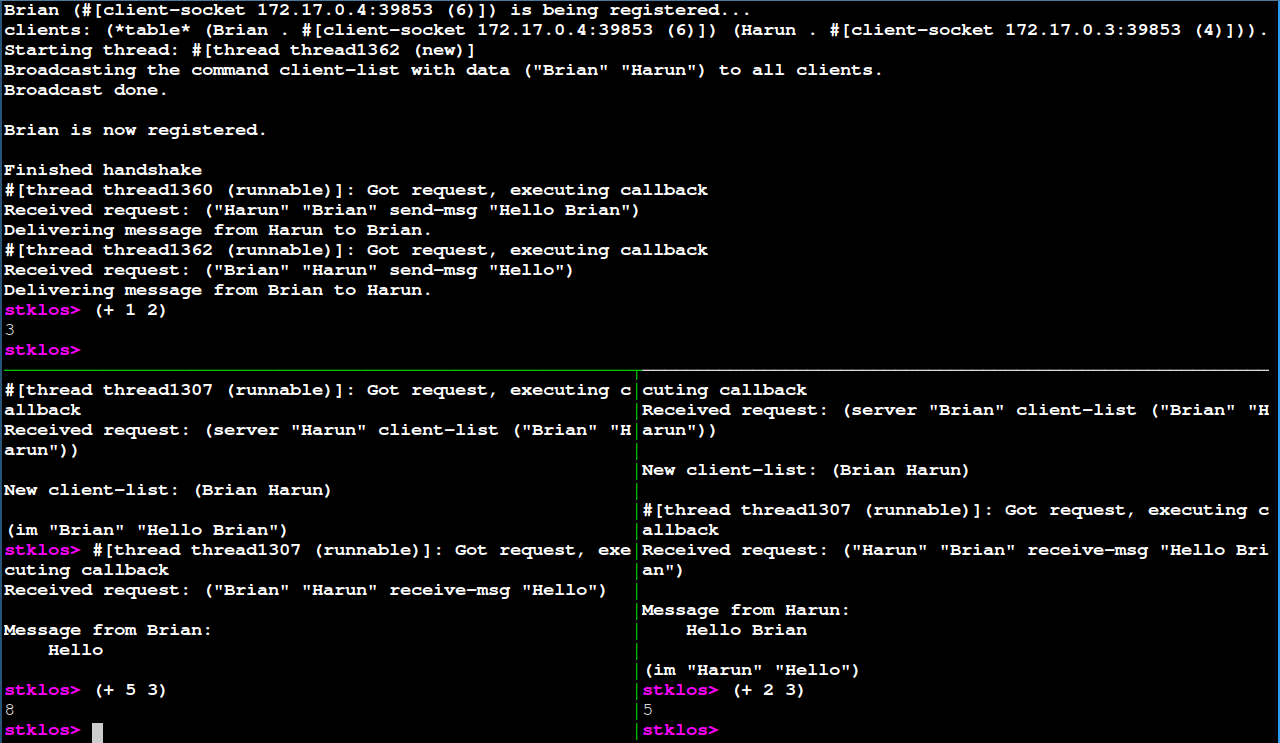 Brian (#[client-socket 172.17.0.4:39853 (6)]) is being registered...
clients: (*table* (Brian . #[client-socket 172.17.0.4:39853 (6)]) (Harun . #[client-socket 172.17.0.3:39853 (4)])).
Starting thread: #[thread thread1362 (new)]
Broadcasting the command client-list with data ("Brian" "Harun") to all clients.
Broadcast done.
Brian is now registered.
Finished handshake
#[thread thread1360 (runnable)]: Got request, executing callback
Received request: ("Harun" "Brian" send-msg "Hello Brian")
Delivering message from Harun to Brian.
#[thread thread1362 (runnable)]: Got request, executing callback
Received request: ("Brian" "Harun" send-msg "Hello")
Delivering message from Brian to Harun.
stklos> (+ 1 2)
3
stklos>
#[thread thread1307 (runnable)]: Got request, executing c
allback
Received request: (server "Harun" client-list ("Brian" "H
arun"))
New client-list: (Brian Harun)
(im "Brian" "Hello Brian")
stklos> #[thread thread1307 (runnable)]: Got request, exe
cuting callback
Received request: ("Brian" "Harun" receive-msg "Hello")
Message from Brian:
Hello
stklos> (+ 5 3)
8
stklos>
cuting callback
Received request: (server "Brian" client-list ("Brian" "H
arun"))
New client-list: (Brian Harun)
#[thread thread1307 (runnable)]: Got request, executing c
allback
Received request: ("Harun" "Brian" receive-msg "Hello Bri
an")
Message from Harun:
Hello Brian
(im "Harun" "Hello")
stklos> (+ 2 3)
5
stklos>